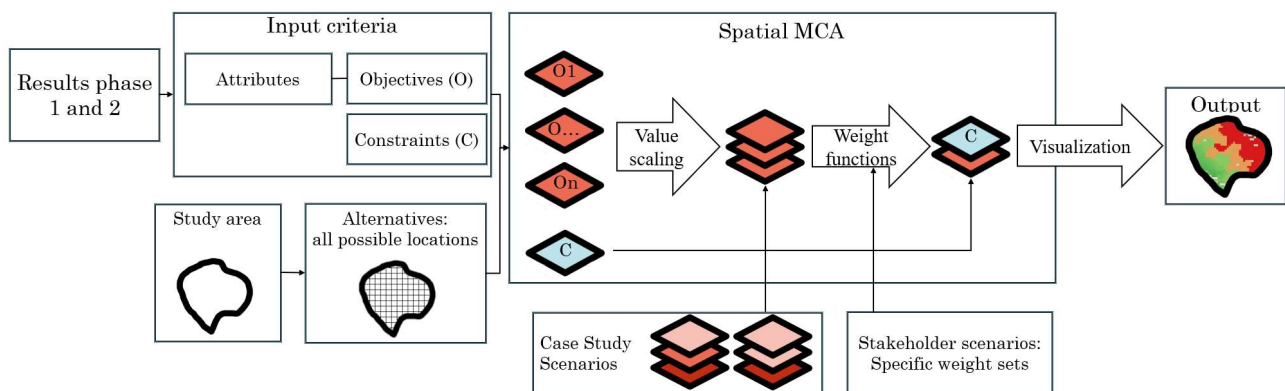 Input criteria
Results phase
1 and 2
Attributes
Objectives (O)
Constraints (C)
Study area
Alternatives:
all possible locations
Spatial MCA
O1
O...
On
C
Value
scaling
Weight
functions
C
Visualization
Output
Case Study
Scenarios
Stakeholder scenarios:
Specific weight sets